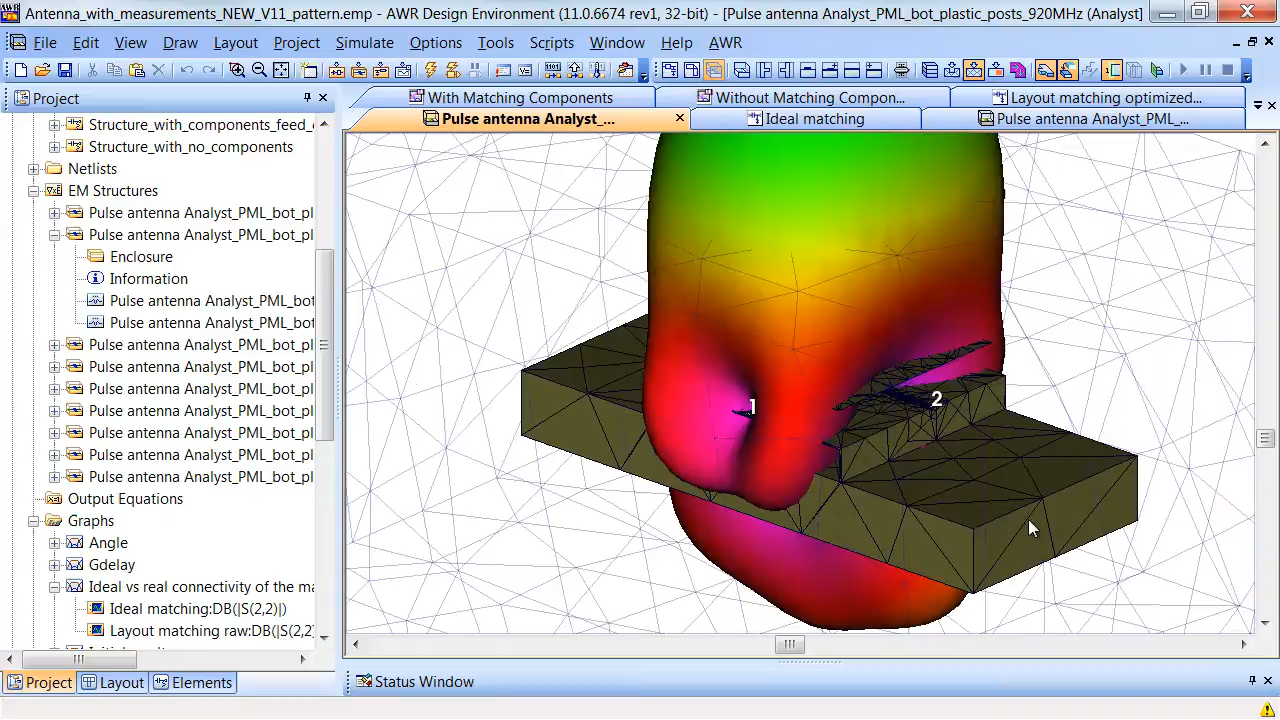 Antenna_with_measurements_NEW_V11_pattern.emp - AWR Design Environment (11.0.6674 rev1, 32-bit) - [Pulse antenna Analyst_PML_bot_plastic_posts_920MHz (Analyst)]
File Edit View Draw Layout Project Simulate Options Tools Scripts Window Help AWR
Project
With Matching Components
Without Matching Compon...
Layout matching optimized...
Pulse antenna Analyst_...
Ideal matching
Pulse antenna Analyst_PML_...
Structure_with_components_feed_
Structure_with_no_components
Netlists
EM Structures
Pulse antenna Analyst_PML_bot_pl
Pulse antenna Analyst_PML_bot_pl
Enclosure
Information
Pulse antenna Analyst_PML_bot
Pulse antenna Analyst_PML_bot
Pulse antenna Analyst_PML_bot_pl
Pulse antenna Analyst_PML_bot_pl
Pulse antenna Analyst_PML_bot_pl
Pulse antenna Analyst_PML_bot_pl
Pulse antenna Analyst_PML_bot_pl
Pulse antenna Analyst_PML_bot_pl
Pulse antenna Analyst_PML_bot_pl
Output Equations
Graphs
Angle
Gdelay
Ideal vs real connectivity of the ma
Ideal matching:DB(|S(2,2)|)
Layout matching raw:DB(|S(2,2)
1
2
Project Layout Elements
Status Window